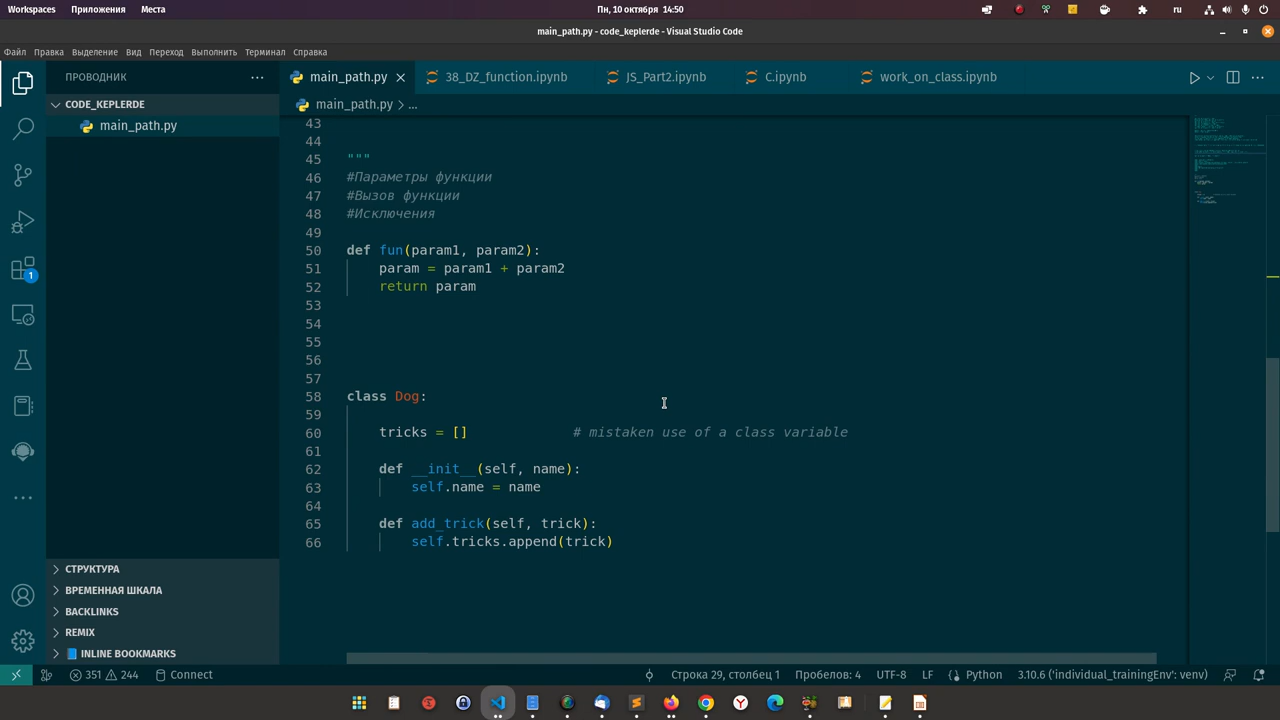 Workspaces Приложения Места Пн, 10 октября 14:50 ru
main_path.py - code_keplerde - Visual Studio Code
Файл Правка Выделение Вид Переход Выполнить Терминал Справка
ПРОВОДНИК
main_path.py 38_DZ_function.ipynb JS_Part2.ipynb C.ipynb work_on_class.ipynb
CODE_KEPLERDE
main_path.py > ...
main_path.py
43
44
45 """
46 #Параметры функции
47 #Вызов функции
48 #Исключения
49
50 def fun(param1, param2):
51 param = param1 + param2
52 return param
53
54
55
56
57
58 class Dog:
59
60 tricks = [] # mistaken use of a class variable
61
62 def __init__(self, name):
63 self.name = name
64
65 def add_trick(self, trick):
66 self.tricks.append(trick)
1
СТРУКТУРА
ВРЕМЕННАЯ ШКАЛА
BACKLINKS
REMIX
INLINE BOOKMARKS
351 244 Connect Строка 29, столбец 1 Пробелов: 4 UTF-8 LF Python 3.10.6 ('individual_trainingEnv': venv)